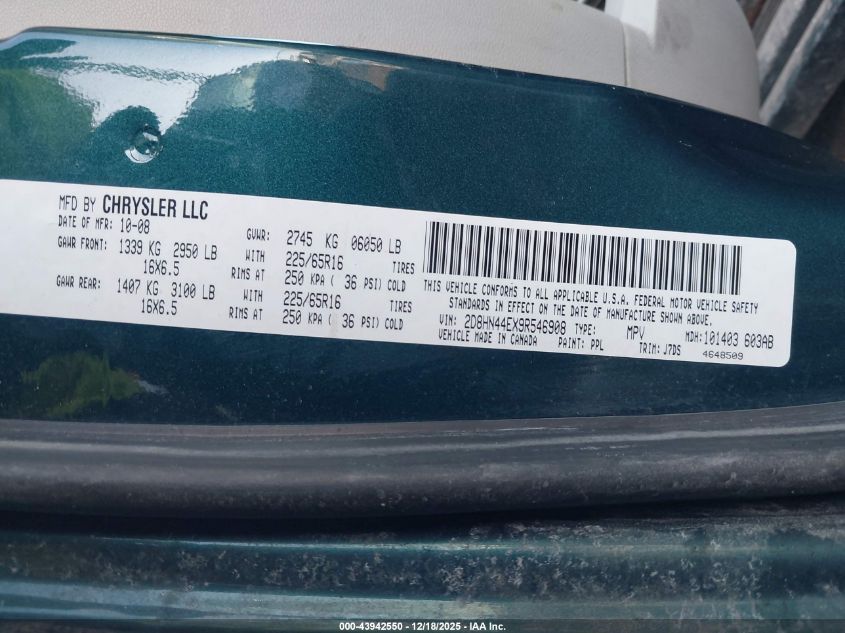 MFD BY CHRYSLER LLC
DATE OF MFR: 10-08 GVWR: 2745 KG 06050 LB
GAWR FRONT: 1339 KG 2950 LB WITH 225/65R16 TIRES
16X6.5 RIMS AT 250 KPA ( 36 PSI) COLD
GAWR REAR: 1407 KG 3100 LB WITH 225/65R16 TIRES
16X6.5 RIMS AT 250 KPA ( 36 PSI) COLD
THIS VEHICLE CONFORMS TO ALL APPLICABLE U.S.A. FEDERAL MOTOR VEHICLE SAFETY
STANDARDS IN EFFECT ON THE DATE OF MANUFACTURE SHOWN ABOVE.
VIN: 2D8HN44EX9R546908 TYPE: MPV MDH:101403 603AB
VEHICLE MADE IN CANADA PAINT: PPL TRIM: J7DS 4648509
000-43942550 - 12/18/2025 - IAA Inc.